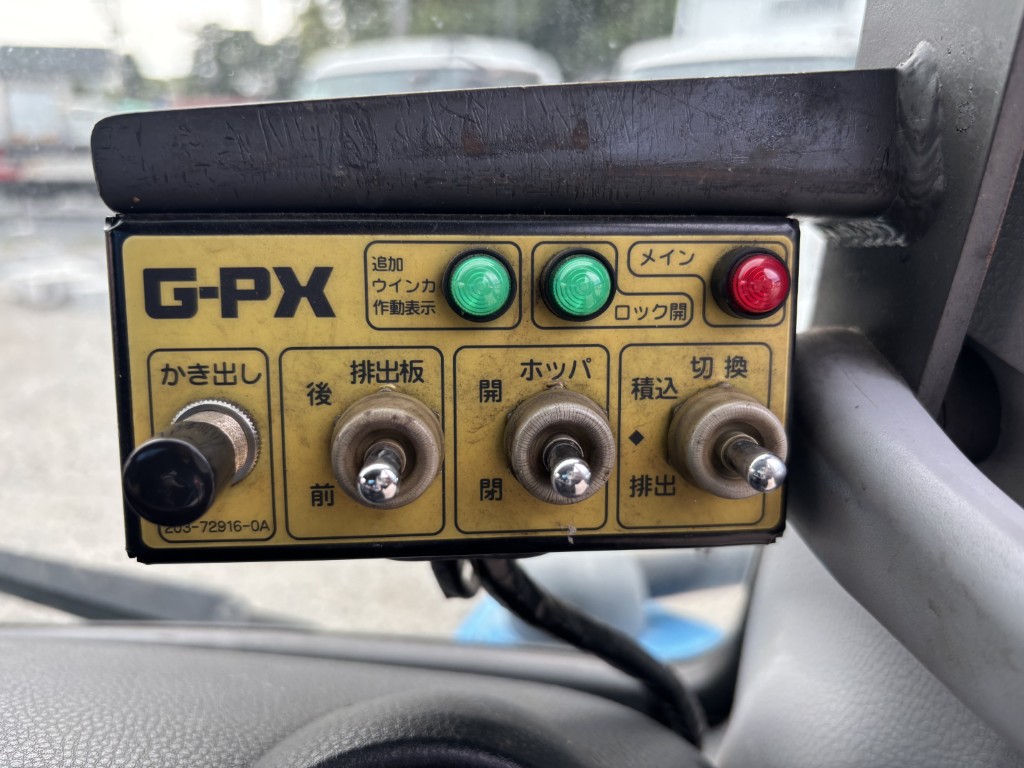 G-PX
追加
ウインカ
作動表示
メイン
ロック開
かき出し
排出板
後
前
ホッパ
開
閉
切換
積込
◆
排出
203-72916-0A